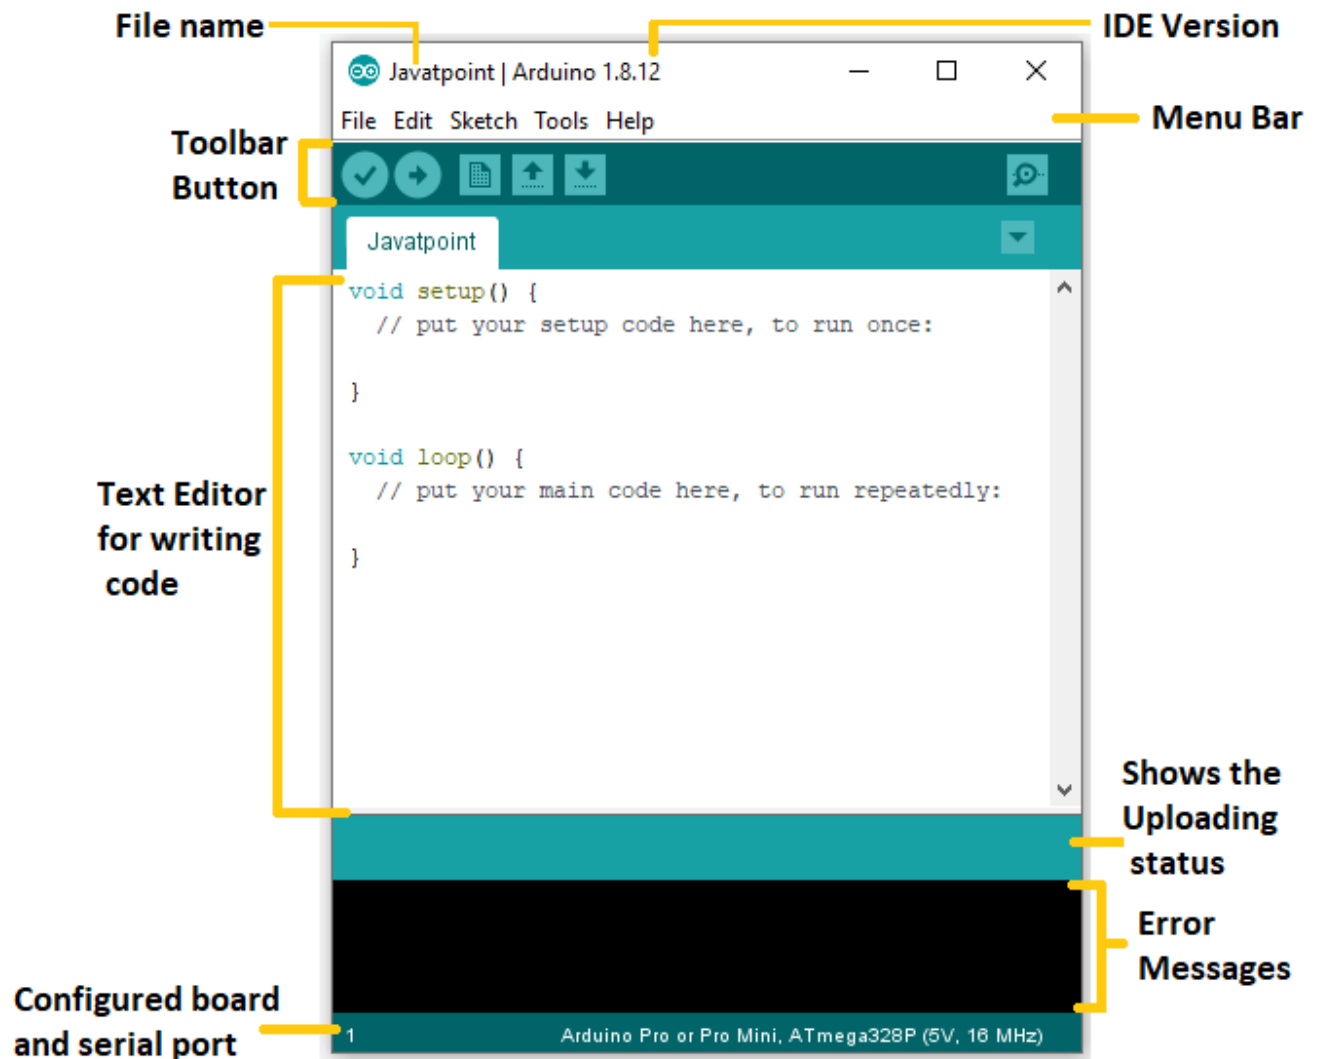 File name
IDE Version
Javatpoint | Arduino 1.8.12
File Edit Sketch Tools Help
Menu Bar
Toolbar
Button
Javatpoint
void setup() {
// put your setup code here, to run once:
}
void loop() {
// put your main code here, to run repeatedly:
}
Text Editor
for writing
code
Shows the
Uploading
status
Error
Messages
Configured board
and serial port
1 Arduino Pro or Pro Mini, ATmega328P (5V, 16 MHz)